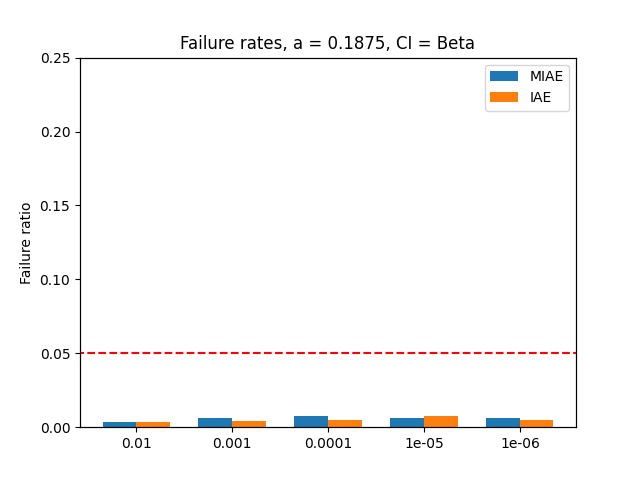 Failure rates, a = 0.1875, CI = Beta
MIAE
IAE
Failure ratio
0.25
0.20
0.15
0.10
0.05
0.00
0.01 0.001 0.0001 1e-05 1e-06